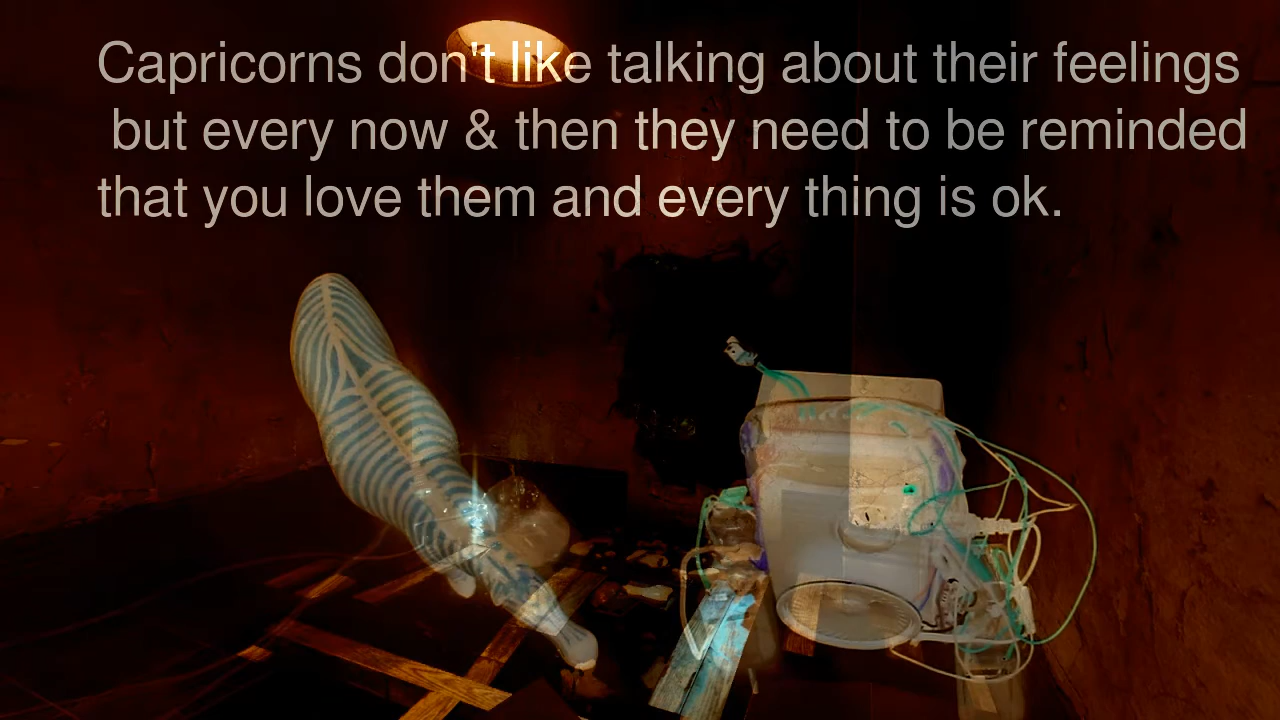 Capricorns don't like talking about their feelings
but every now & then they need to be reminded
that you love them and every thing is ok.